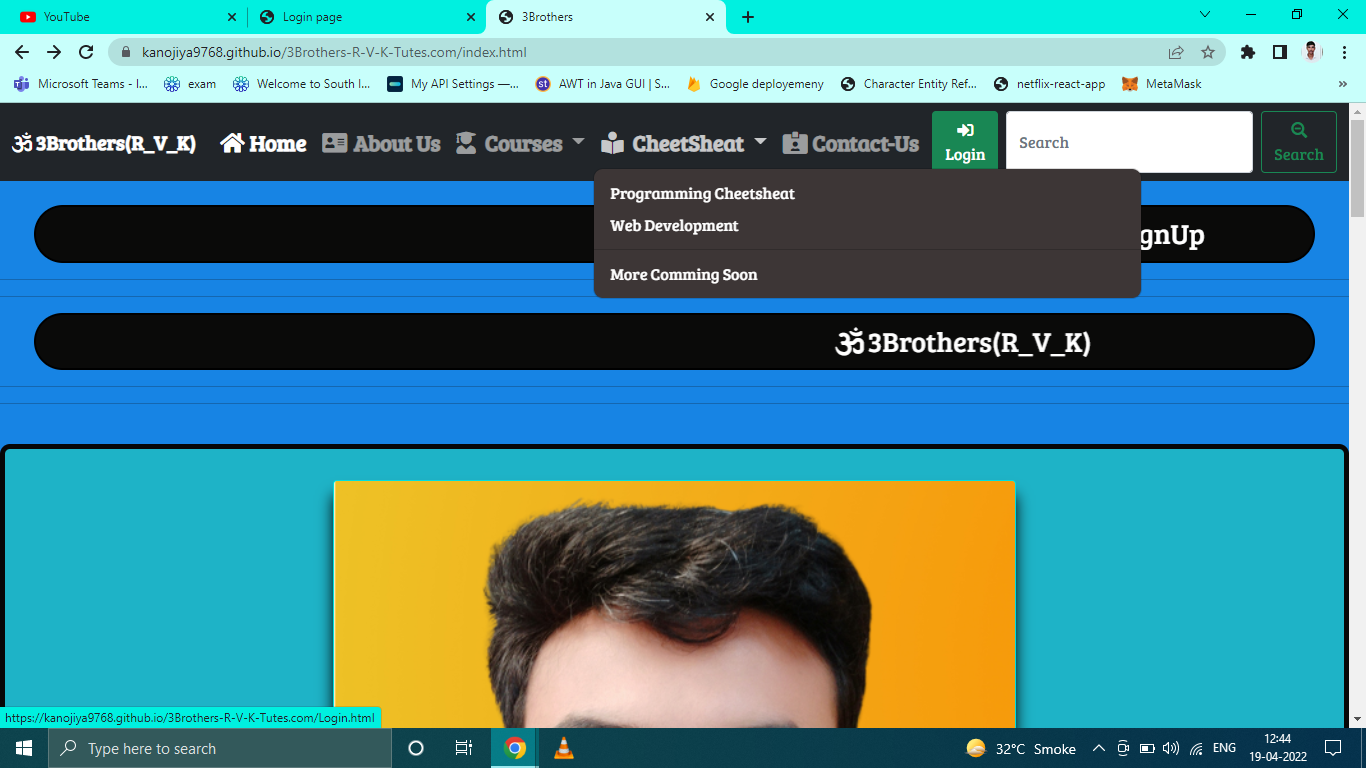 YouTube
Login page
3Brothers
kanojiya9768.github.io/3Brothers-R-V-K-Tutes.com/index.html
Microsoft Teams - I...
exam
Welcome to South I...
My API Settings —...
st
AWT in Java GUI | S...
Google deployemeny
Character Entity Ref...
netflix-react-app
MetaMask
»
ॐ 3Brothers(R_V_K)
Home
About Us
Courses
CheetSheat
Contact-Us
Login
Search
Search
Programming Cheetsheat
Web Development
More Comming Soon
gnUp
ॐ 3Brothers(R_V_K)
https://kanojiya9768.github.io/3Brothers-R-V-K-Tutes.com/Login.html
Type here to search
32°C Smoke
ENG
12:44
19-04-2022